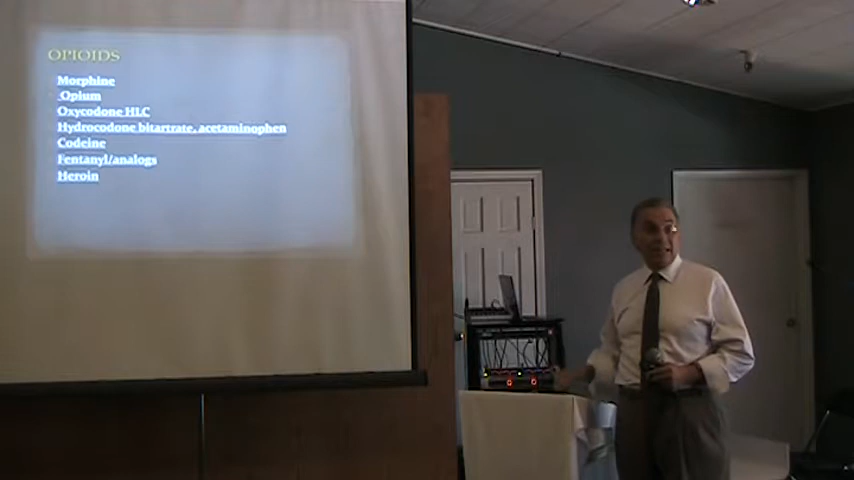 OPIOIDS
Morphine
Opium
Oxycodone HLC
Hydrocodone bitartrate, acetaminophen
Codeine
Fentanyl/analogs
Heroin